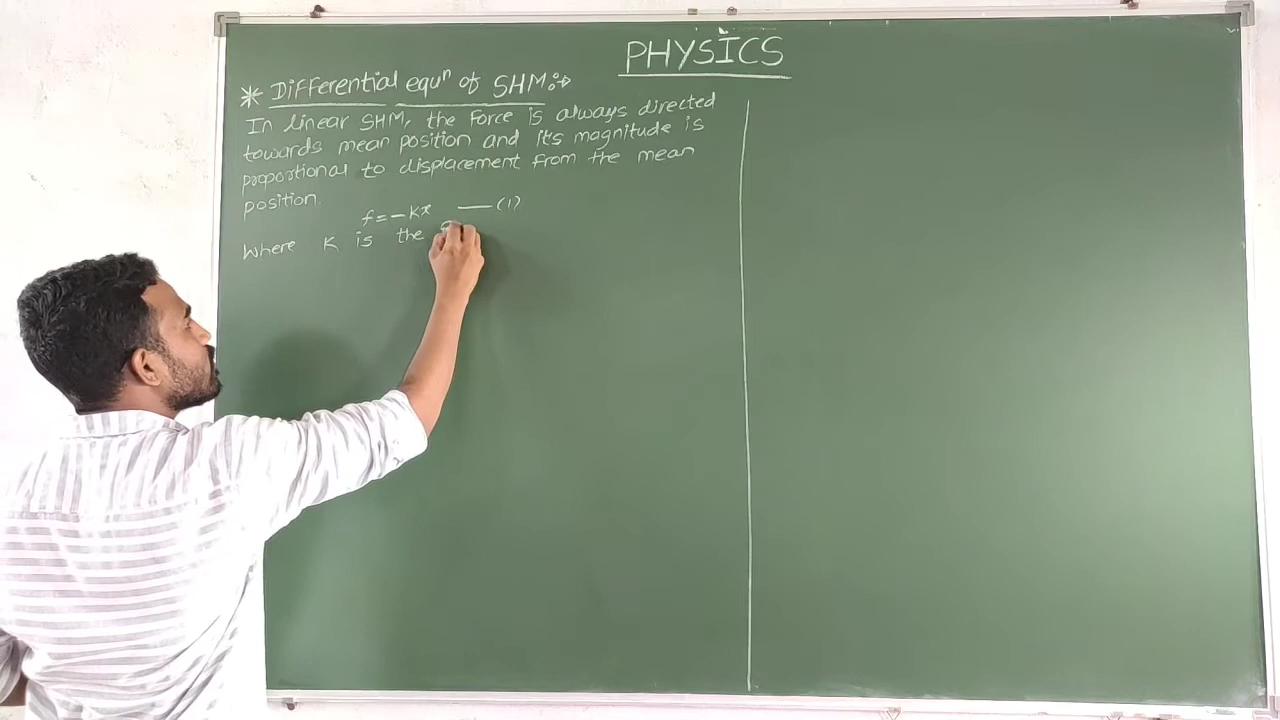 PHYSICS
* Differential equⁿ of SHM:→
In linear SHM, the force is always directed
towards mean position and its magnitude is
proportional to displacement from the mean
position.
f = -Kx —(1)
Where K is the